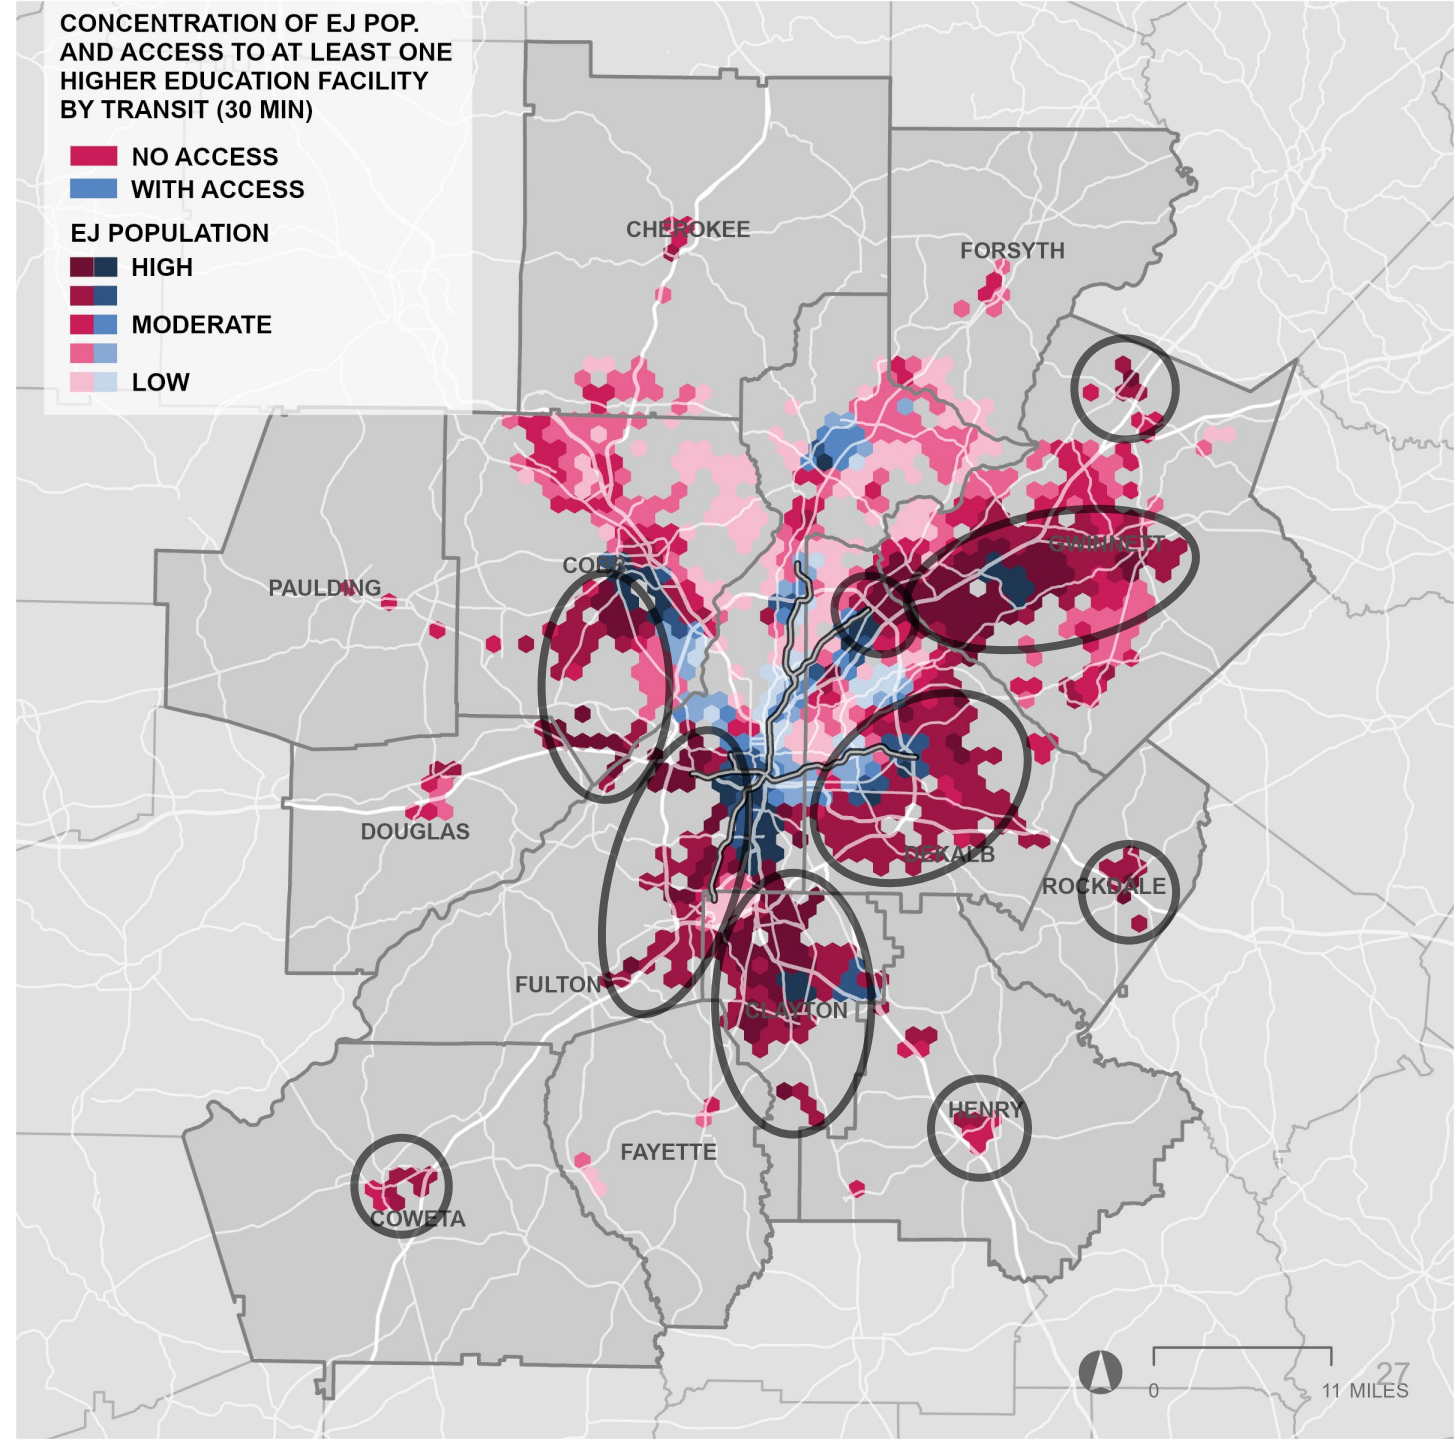 CONCENTRATION OF EJ POP.
AND ACCESS TO AT LEAST ONE
HIGHER EDUCATION FACILITY
BY TRANSIT (30 MIN)
NO ACCESS
WITH ACCESS
EJ POPULATION
HIGH
MODERATE
LOW
CHEROKEE
FORSYTH
GWINNETT
COBB
PAULDING
DOUGLAS
DEKALB
ROCKDALE
FULTON
CLAYTON
HENRY
FAYETTE
COWETA
27
0 11 MILES